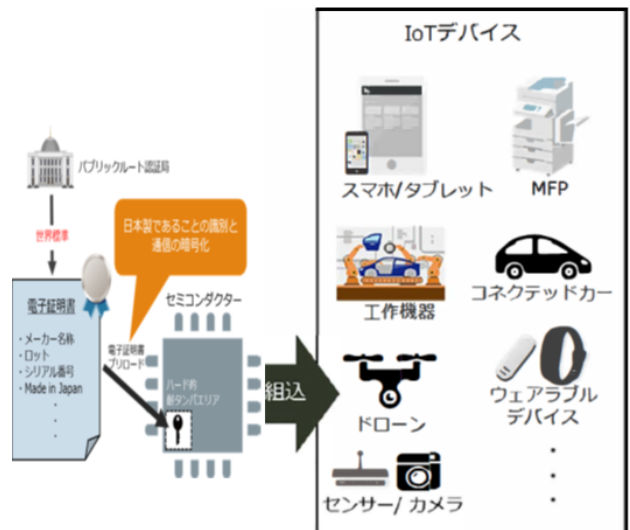 IoTデバイス
パブリックルート認証局
世界標準
日本製であることの識別と
通信の暗号化
電子証明書
・メーカー名称
・ロット
・シリアル番号
・Made in Japan
・
・
・
電子証明書
プリロード
セミコンダクター
ハード的
耐タンパエリア
組込
スマホ/タブレット
MFP
工作機器
コネクテッドカー
ドローン
ウェアラブル
デバイス
センサー/ カメラ
・
・
・